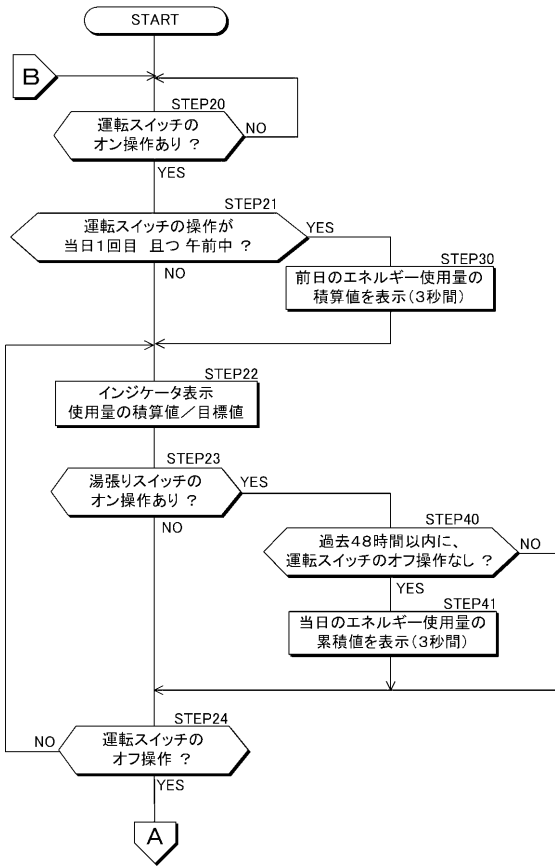 START
B
STEP20
運転スイッチの
オン操作あり ?
NO
YES
STEP21
運転スイッチの操作が
当日1回目 且つ 午前中 ?
YES
NO
STEP30
前日のエネルギー使用量の
積算値を表示(3秒間)
STEP22
インジケータ表示
使用量の積算値/目標値
STEP23
湯張りスイッチの
オン操作あり ?
YES
NO
STEP40
過去48時間以内に、
運転スイッチのオフ操作なし ?
NO
YES
STEP41
当日のエネルギー使用量の
累積値を表示(3秒間)
STEP24
運転スイッチの
オフ操作 ?
NO
YES
A